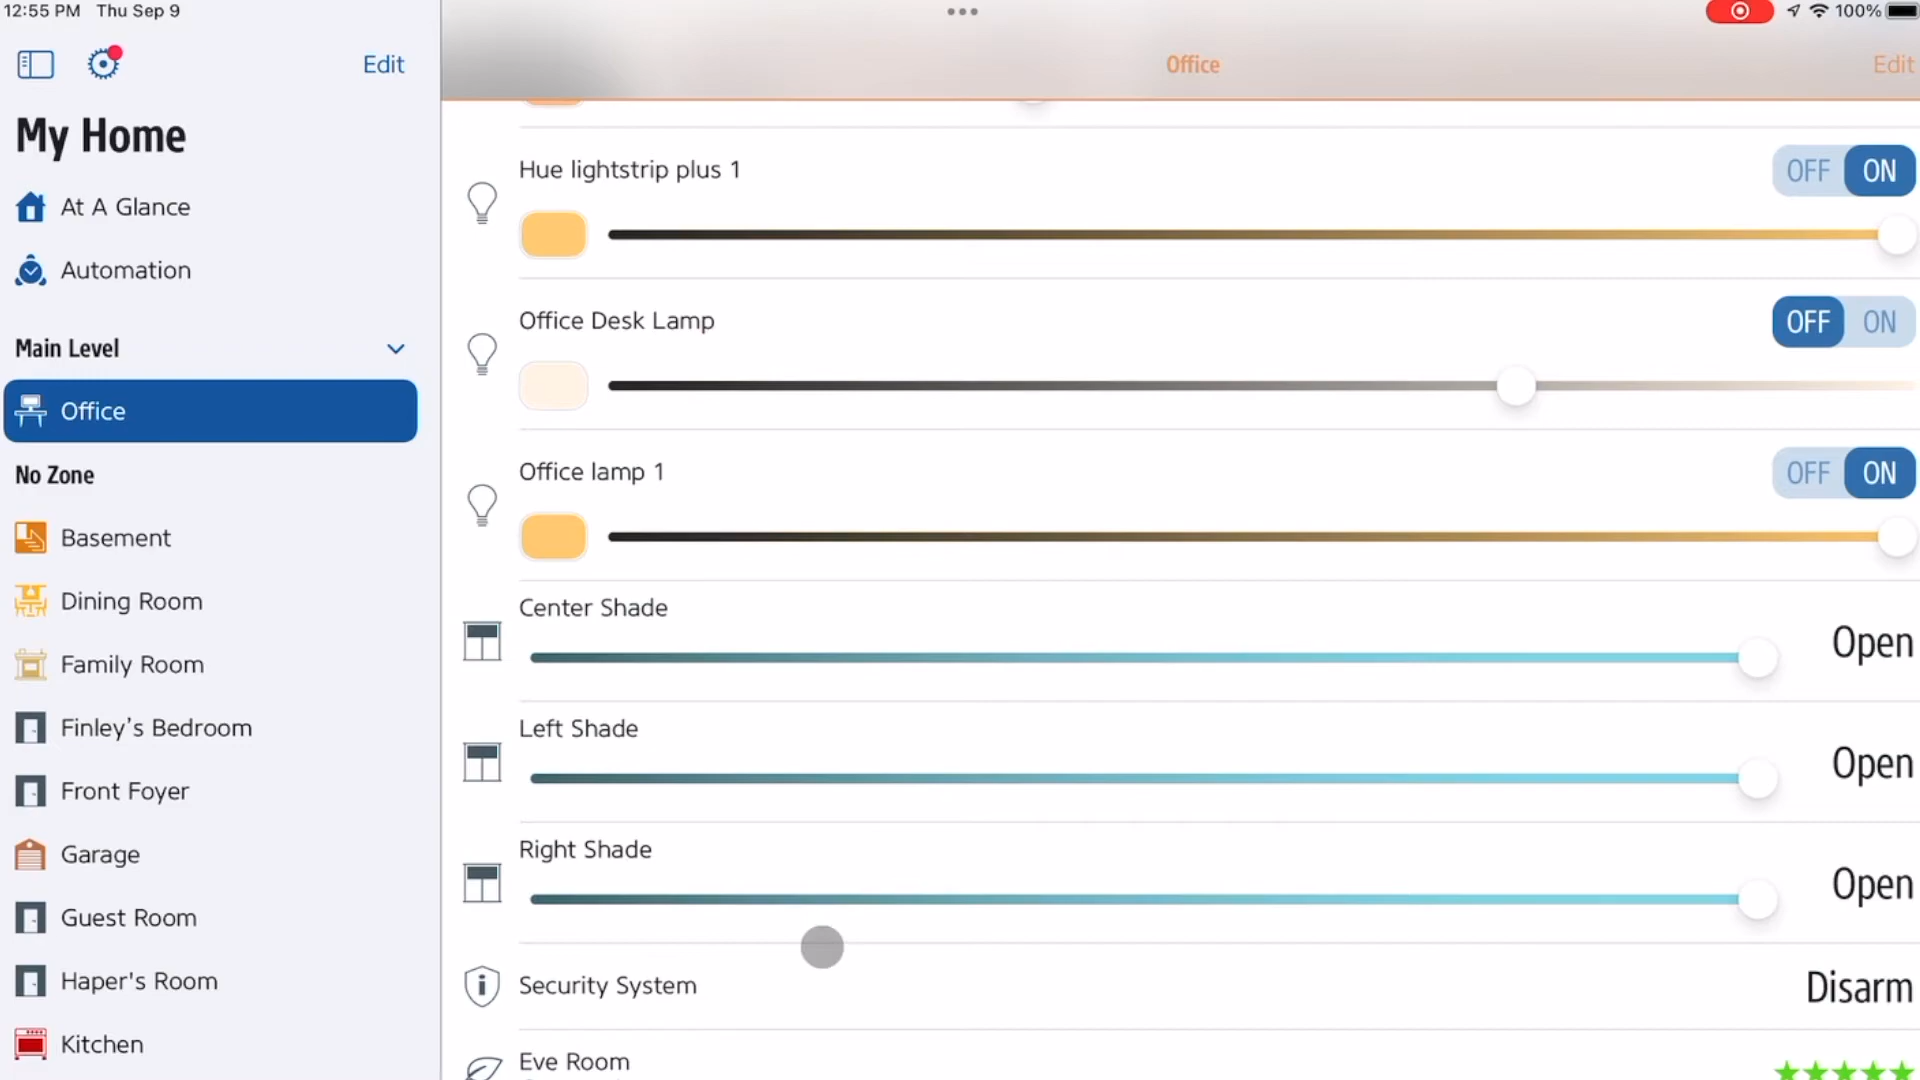 12:55 PM Thu Sep 9
100%
Edit
Office
Edit
My Home
At A Glance
Automation
Main Level
Office
No Zone
Basement
Dining Room
Family Room
Finley’s Bedroom
Front Foyer
Garage
Guest Room
Haper's Room
Kitchen
Hue lightstrip plus 1
OFF ON
Office Desk Lamp
OFF ON
Office lamp 1
OFF ON
Center Shade
Open
Left Shade
Open
Right Shade
Open
Security System
Disarm
Eve Room